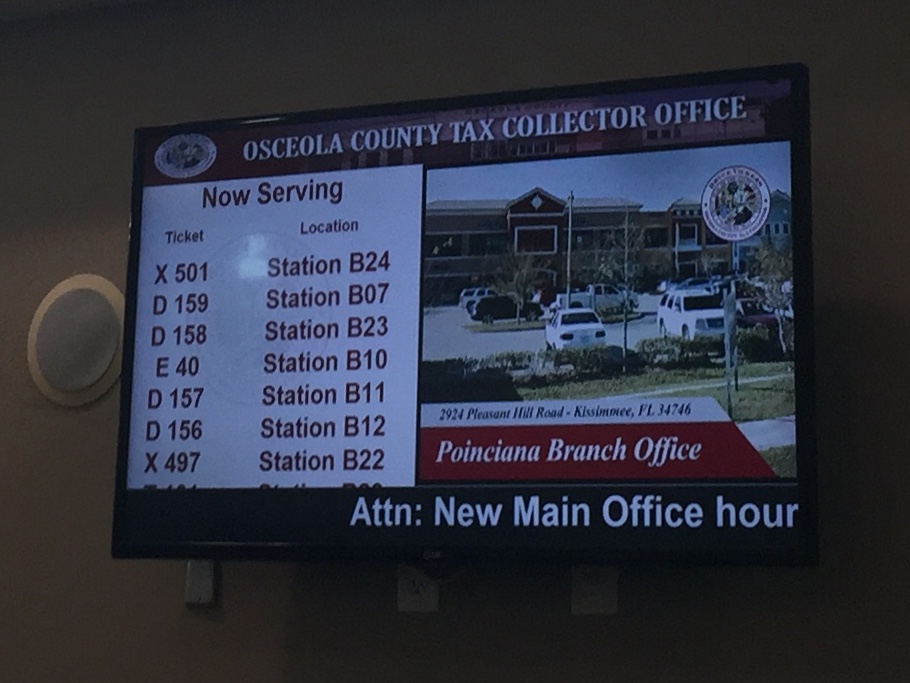 OSCEOLA COUNTY TAX COLLECTOR OFFICE
Now Serving
Ticket Location
X 501 Station B24
D 159 Station B07
D 158 Station B23
E 40 Station B10
D 157 Station B11
D 156 Station B12
X 497 Station B22
2924 Pleasant Hill Road - Kissimmee, FL 34746
Poinciana Branch Office
Attn: New Main Office hour